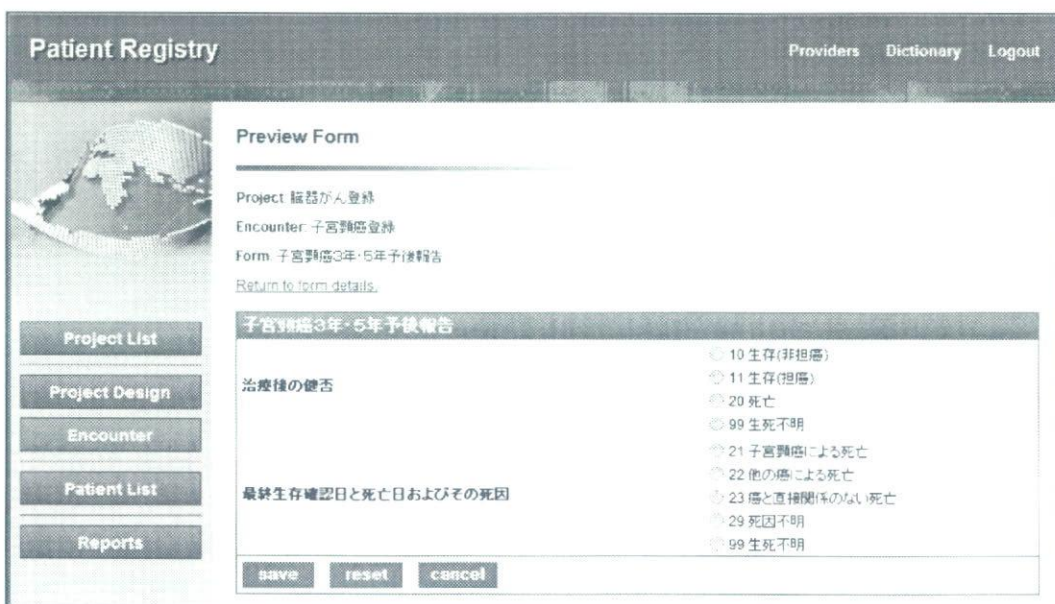 Patient Registry
Providers Dictionary Logout
Preview Form
Project: 臓器がん登録
Encounter: 子宮頸癌登録
Form: 子宮頸癌3年・5年予後報告
Return to form details.
Project List
Project Design
Encounter
Patient List
Reports
子宮頸癌3年・5年予後報告
治療後の健否
10 生存(非担癌)
11 生存(担癌)
20 死亡
99 生死不明
最終生存確認日と死亡日およびその死因
21 子宮頸癌による死亡
22 他の癌による死亡
23 癌と直接関係のない死亡
29 死因不明
99 生死不明
save reset cancel